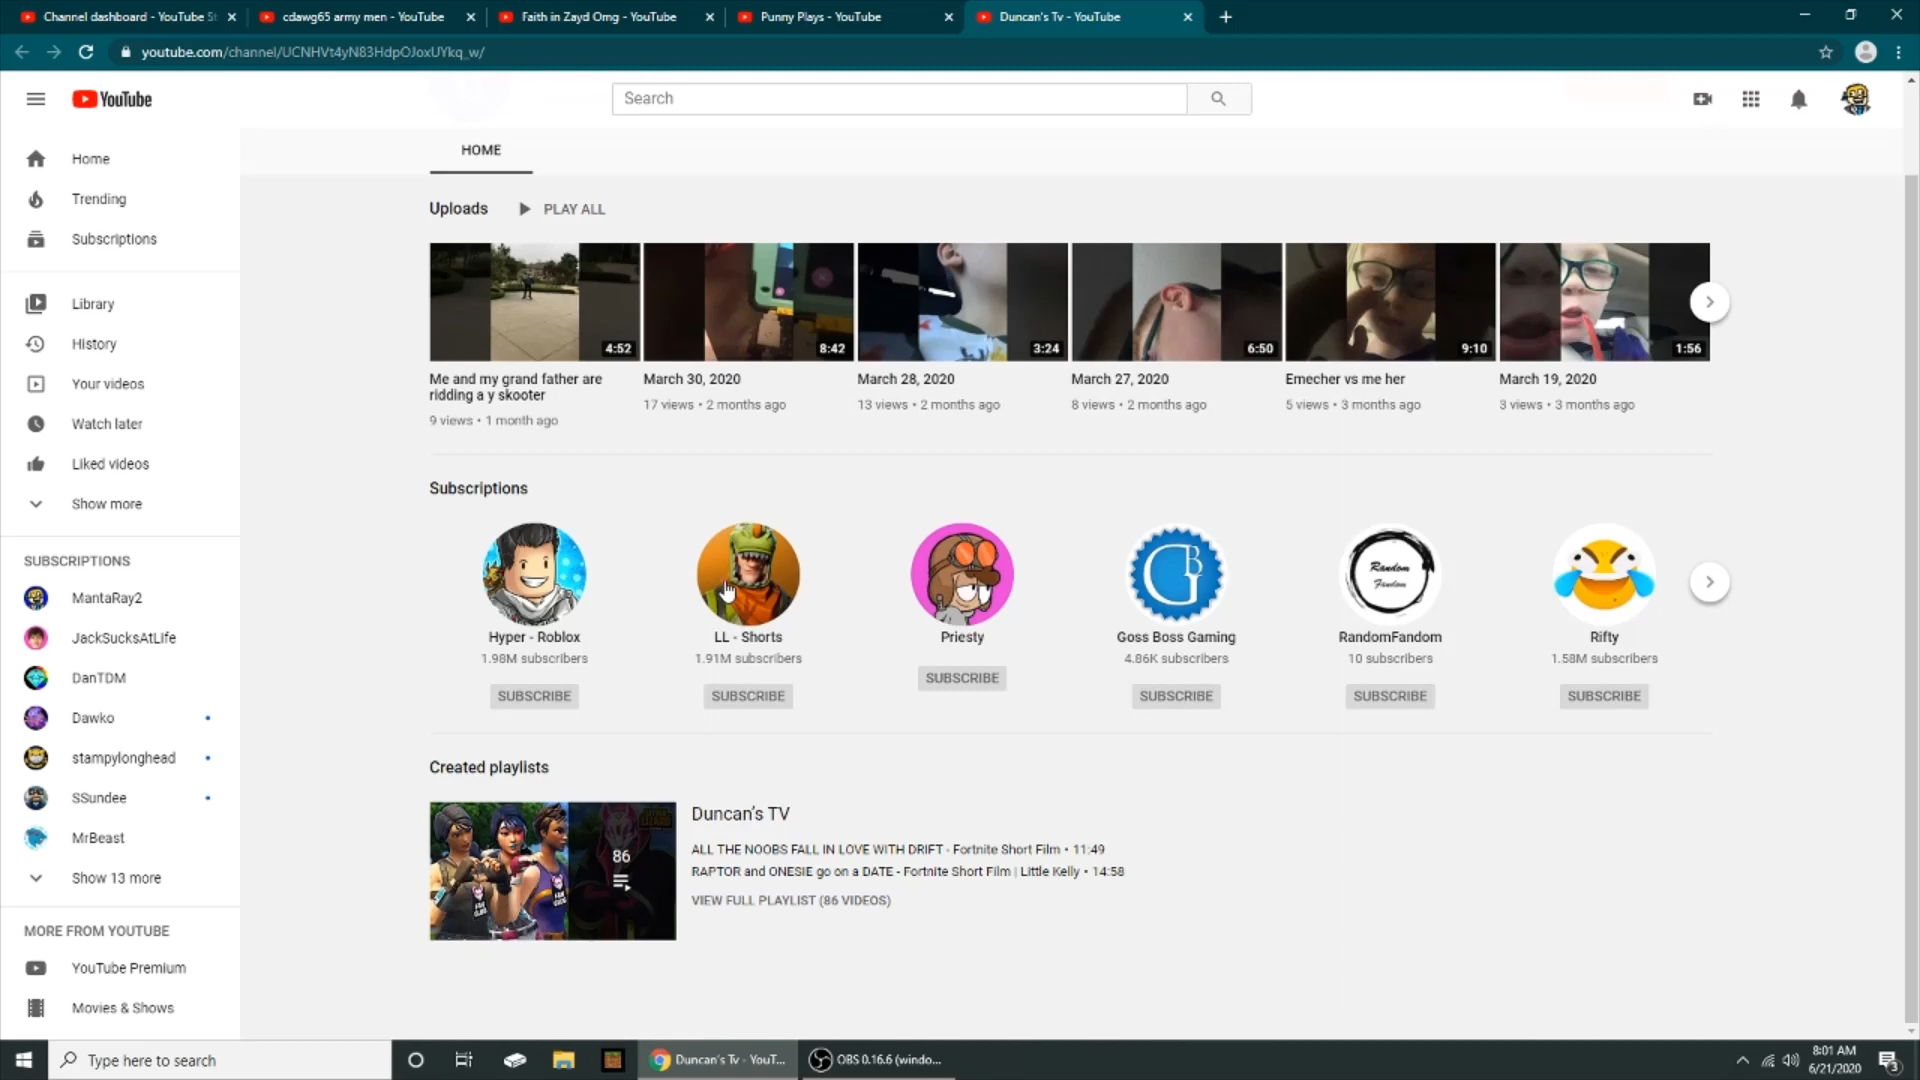 Channel dashboard - YouTube St
cdawg65 army men - YouTube
Faith in Zayd Omg - YouTube
Punny Plays - YouTube
Duncan's Tv - YouTube
youtube.com/channel/UCNHVt4yN83HdpOJoxUYkq_w/
YouTube
Search
HOME
Home
Trending
Subscriptions
Library
History
Your videos
Watch later
Liked videos
Show more
SUBSCRIPTIONS
MantaRay2
JackSucksAtLife
DanTDM
Dawko
stampylonghead
SSundee
MrBeast
Show 13 more
MORE FROM YOUTUBE
YouTube Premium
Movies & Shows
Uploads
PLAY ALL
4:52
8:42
3:24
6:50
9:10
1:56
Me and my grand father are
ridding a y skooter
9 views • 1 month ago
March 30, 2020
17 views • 2 months ago
March 28, 2020
13 views • 2 months ago
March 27, 2020
8 views • 2 months ago
Emecher vs me her
5 views • 3 months ago
March 19, 2020
3 views • 3 months ago
Subscriptions
GB
Random
Fandom
Hyper - Roblox
1.98M subscribers
SUBSCRIBE
LL - Shorts
1.91M subscribers
SUBSCRIBE
Priesty
SUBSCRIBE
Goss Boss Gaming
4.86K subscribers
SUBSCRIBE
RandomFandom
10 subscribers
SUBSCRIBE
Rifty
1.58M subscribers
SUBSCRIBE
Created playlists
86
Duncan's TV
ALL THE NOOBS FALL IN LOVE WITH DRIFT - Fortnite Short Film • 11:49
RAPTOR and ONESIE go on a DATE - Fortnite Short Film | Little Kelly • 14:58
VIEW FULL PLAYLIST (86 VIDEOS)
Type here to search
Duncan's Tv - YouT...
OBS 0.16.6 (windo...
8:01 AM
6/21/2020
3